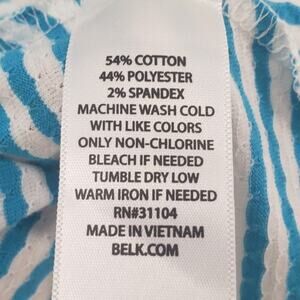 54% COTTON
44% POLYESTER
2% SPANDEX
MACHINE WASH COLD
WITH LIKE COLORS
ONLY NON-CHLORINE
BLEACH IF NEEDED
TUMBLE DRY LOW
WARM IRON IF NEEDED
RN#31104
MADE IN VIETNAM
BELK.COM